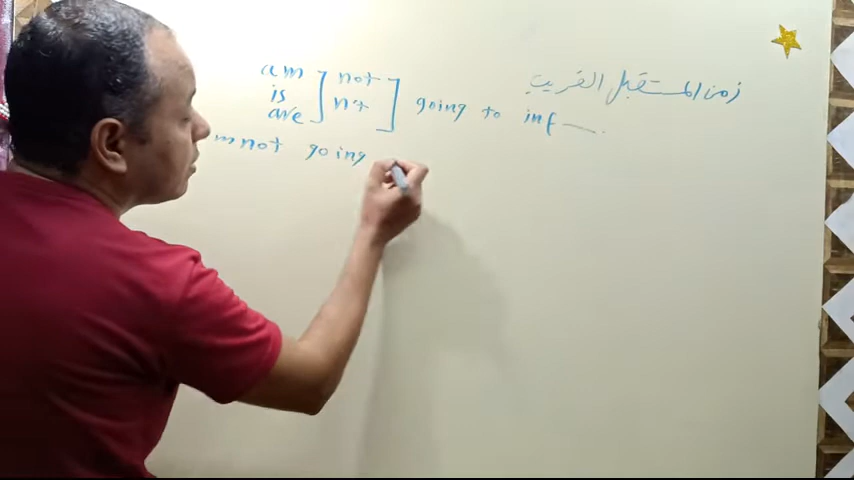 زمن المستقبل القريب
am ] not ]
is ] n't ] going to inf
are ]
m not going